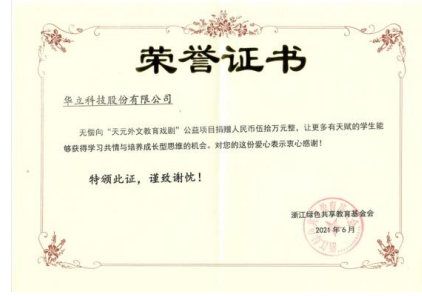 荣誉证书
华立科技股份有限公司
无偿向“天元外文教育戏剧”公益项目捐赠人民币伍拾万元整，让更多有天赋的学生能
够获得学习共情与培养成长型思维的机会。对您的这份爱心表示衷心感谢！
特颁此证，谨致谢忱！
浙江绿色共享教育基金会
2021年6月